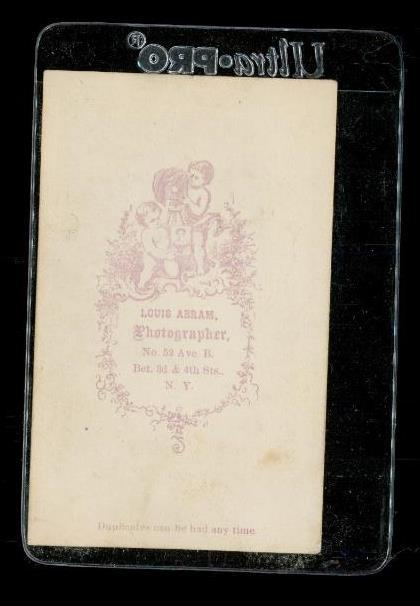 Ultra•PRO®
LOUIS ABRAM,
Photographer,
No. 52 Ave. B.
Bet. 3d & 4th Sts.
N. Y.
Duplicates can be had any time